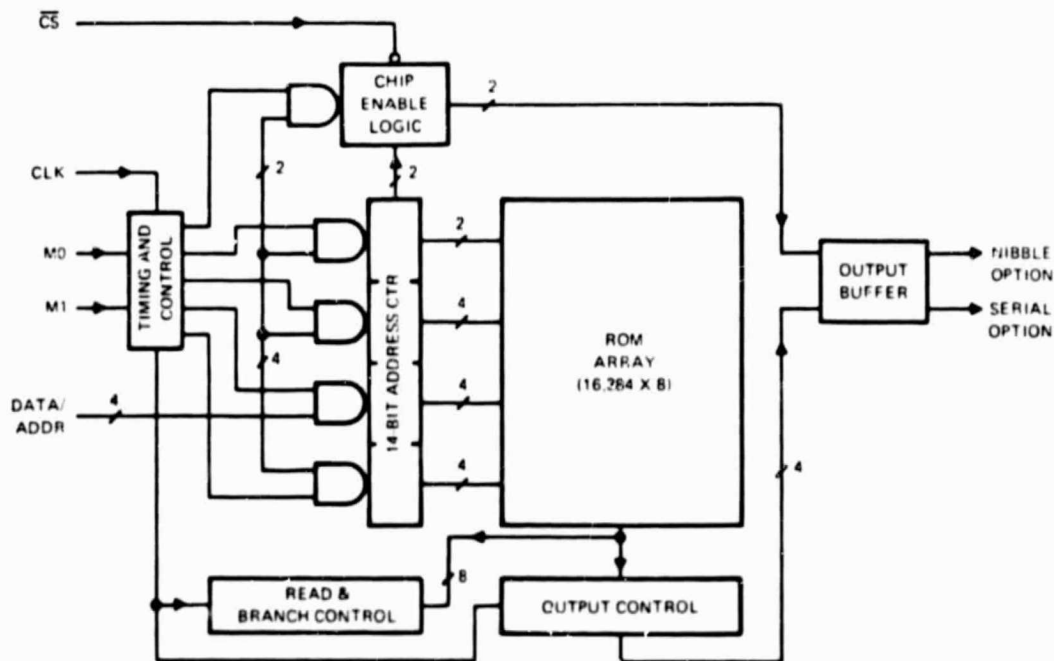 CS
CHIP
ENABLE
LOGIC
2
2
CLK
2
M0
M1
TIMING AND
CONTROL
4
DATA/
ADDR
4
14-BIT ADDRESS CTR
2
4
4
4
ROM
ARRAY
(16,284 X 8)
OUTPUT
BUFFER
NIBBLE
OPTION
SERIAL
OPTION
4
8
READ &
BRANCH CONTROL
OUTPUT CONTROL